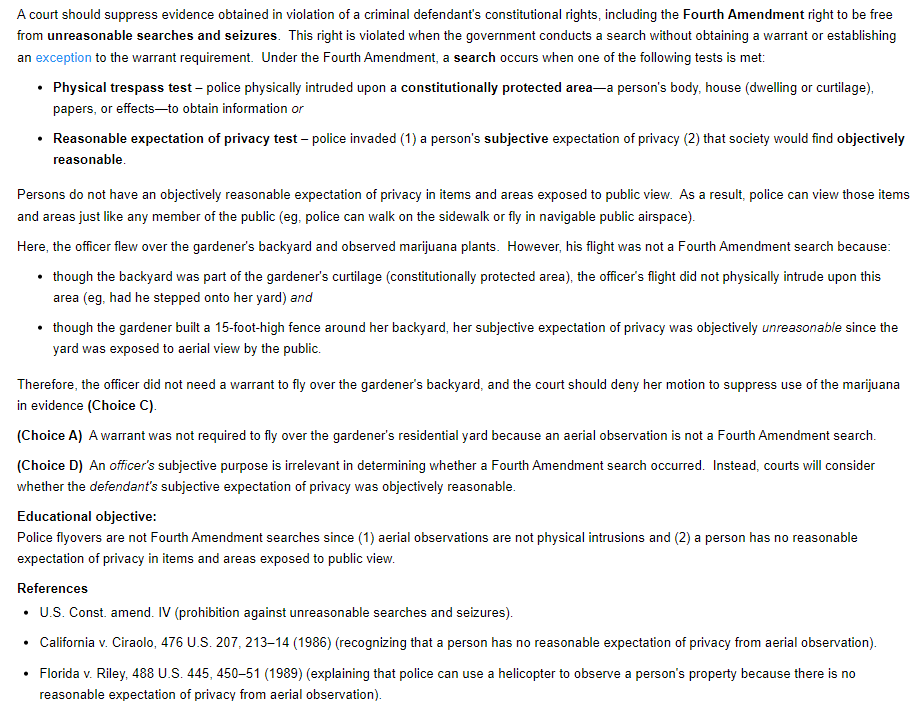 A court should suppress evidence obtained in violation of a criminal defendant's constitutional rights, including the Fourth Amendment right to be free
from unreasonable searches and seizures. This right is violated when the government conducts a search without obtaining a warrant or establishing
an exception to the warrant requirement. Under the Fourth Amendment, a search occurs when one of the following tests is met:
• Physical trespass test – police physically intruded upon a constitutionally protected area—a person's body, house (dwelling or curtilage),
papers, or effects—to obtain information or
• Reasonable expectation of privacy test – police invaded (1) a person's subjective expectation of privacy (2) that society would find objectively
reasonable.
Persons do not have an objectively reasonable expectation of privacy in items and areas exposed to public view. As a result, police can view those items
and areas just like any member of the public (eg, police can walk on the sidewalk or fly in navigable public airspace).
Here, the officer flew over the gardener's backyard and observed marijuana plants. However, his flight was not a Fourth Amendment search because:
• though the backyard was part of the gardener's curtilage (constitutionally protected area), the officer's flight did not physically intrude upon this
area (eg, had he stepped onto her yard) and
• though the gardener built a 15-foot-high fence around her backyard, her subjective expectation of privacy was objectively unreasonable since the
yard was exposed to aerial view by the public.
Therefore, the officer did not need a warrant to fly over the gardener's backyard, and the court should deny her motion to suppress use of the marijuana
in evidence (Choice C).
(Choice A) A warrant was not required to fly over the gardener's residential yard because an aerial observation is not a Fourth Amendment search.
(Choice D) An officer's subjective purpose is irrelevant in determining whether a Fourth Amendment search occurred. Instead, courts will consider
whether the defendant's subjective expectation of privacy was objectively reasonable.
Educational objective:
Police flyovers are not Fourth Amendment searches since (1) aerial observations are not physical intrusions and (2) a person has no reasonable
expectation of privacy in items and areas exposed to public view.
References
• U.S. Const. amend. IV (prohibition against unreasonable searches and seizures).
• California v. Ciraolo, 476 U.S. 207, 213–14 (1986) (recognizing that a person has no reasonable expectation of privacy from aerial observation).
• Florida v. Riley, 488 U.S. 445, 450–51 (1989) (explaining that police can use a helicopter to observe a person's property because there is no
reasonable expectation of privacy from aerial observation).